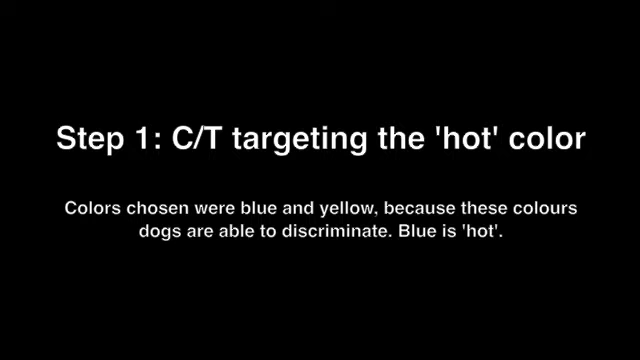 Step 1: C/T targeting the 'hot' color
Colors chosen were blue and yellow, because these colours
dogs are able to discriminate. Blue is 'hot'.